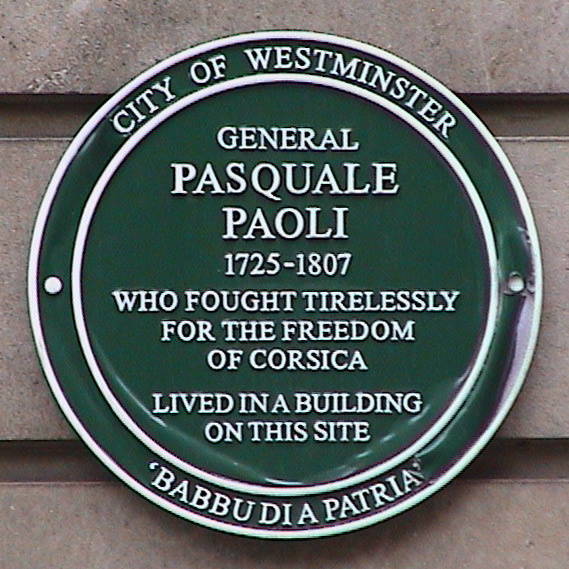 CITY OF WESTMINSTER
GENERAL
PASQUALE
PAOLI
1725-1807
WHO FOUGHT TIRELESSLY
FOR THE FREEDOM
OF CORSICA
LIVED IN A BUILDING
ON THIS SITE
'BABBU DI A PATRIA'